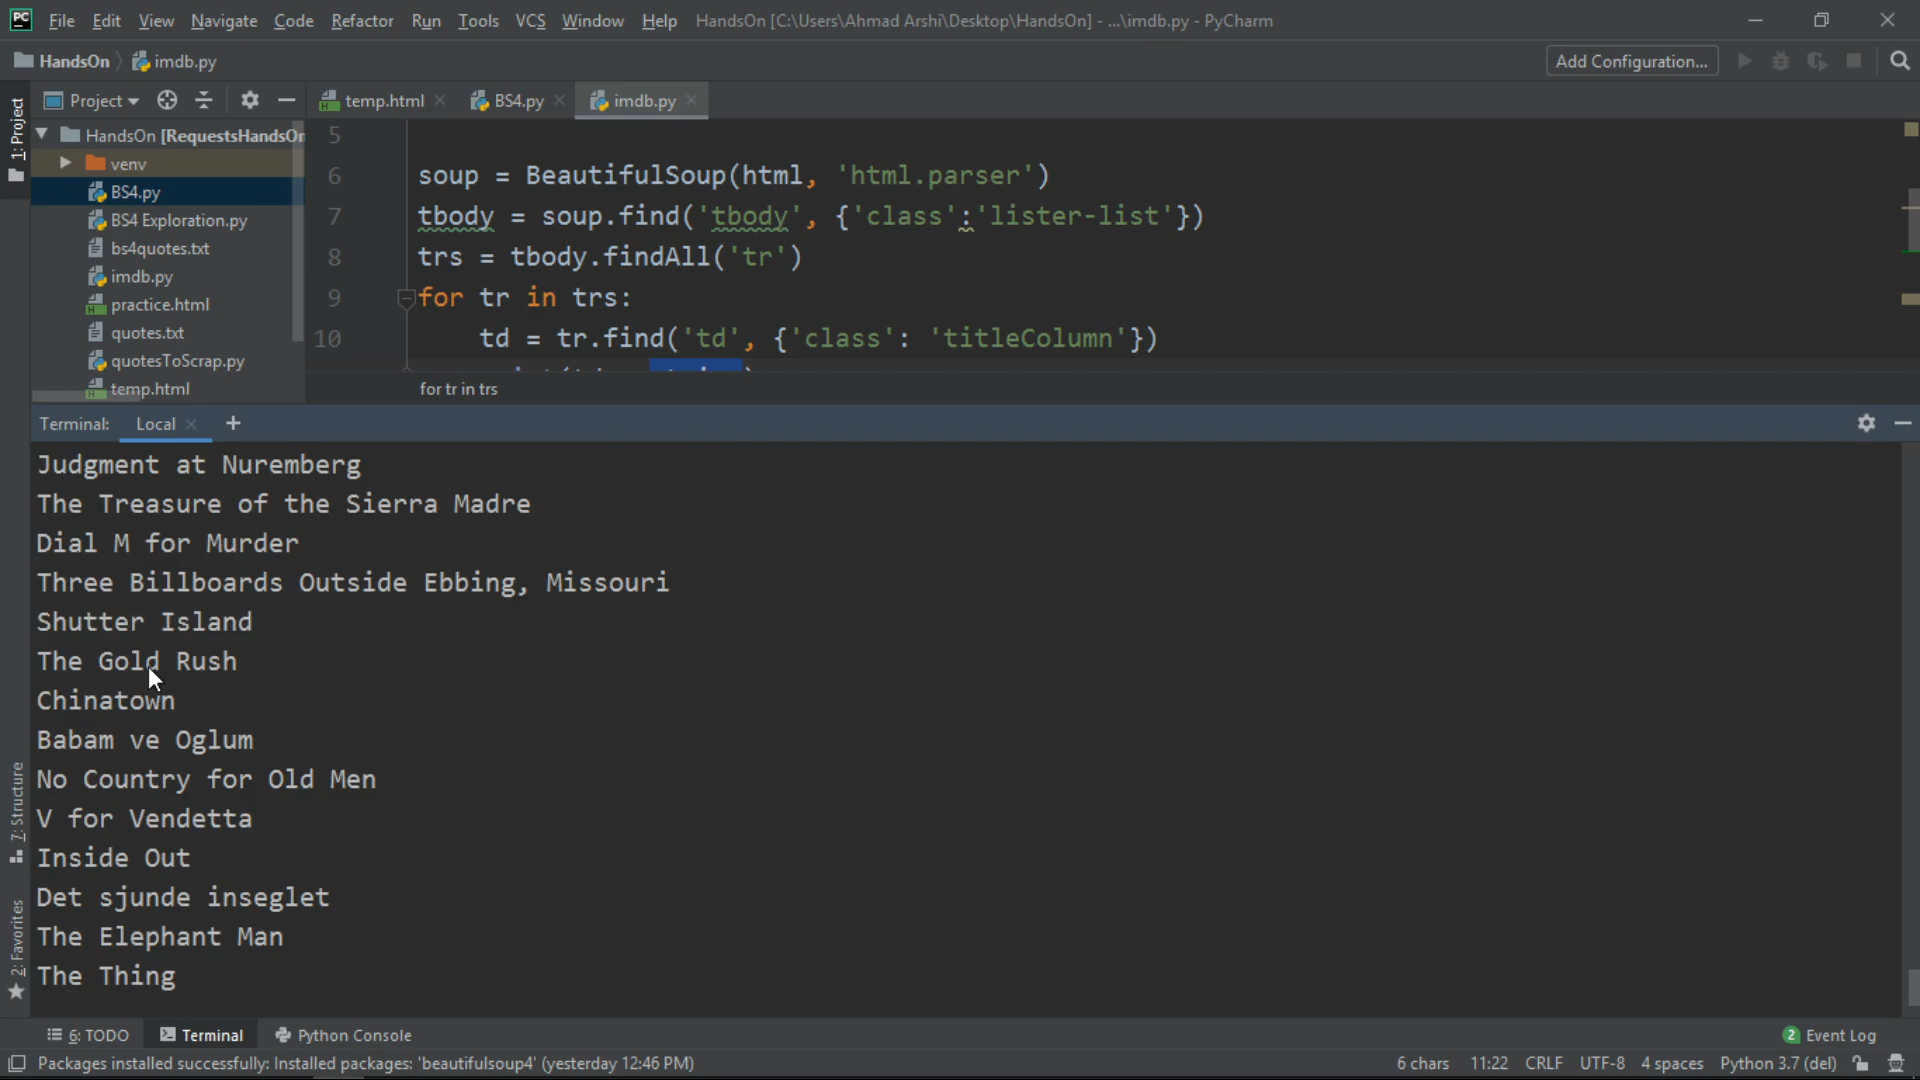 PC File Edit View Navigate Code Refactor Run Tools VCS Window Help HandsOn [C:\Users\Ahmad Arshi\Desktop\HandsOn] - ...\imdb.py - PyCharm
HandsOn imdb.py Add Configuration...
1: Project
Project temp.html BS4.py imdb.py
HandsOn [RequestsHandsOn
venv
BS4.py
BS4 Exploration.py
bs4quotes.txt
imdb.py
practice.html
quotes.txt
quotesToScrap.py
temp.html
5
6 soup = BeautifulSoup(html, 'html.parser')
7 tbody = soup.find('tbody', {'class':'lister-list'})
8 trs = tbody.findAll('tr')
9 for tr in trs:
10 td = tr.find('td', {'class': 'titleColumn'})
for tr in trs
Terminal: Local +
Judgment at Nuremberg
The Treasure of the Sierra Madre
Dial M for Murder
Three Billboards Outside Ebbing, Missouri
Shutter Island
The Gold Rush
Chinatown
Babam ve Oglum
No Country for Old Men
V for Vendetta
Inside Out
Det sjunde inseglet
The Elephant Man
The Thing
7: Structure
2: Favorites
6: TODO Terminal Python Console 2 Event Log
Packages installed successfully: Installed packages: 'beautifulsoup4' (yesterday 12:46 PM) 6 chars 11:22 CRLF UTF-8 4 spaces Python 3.7 (del)